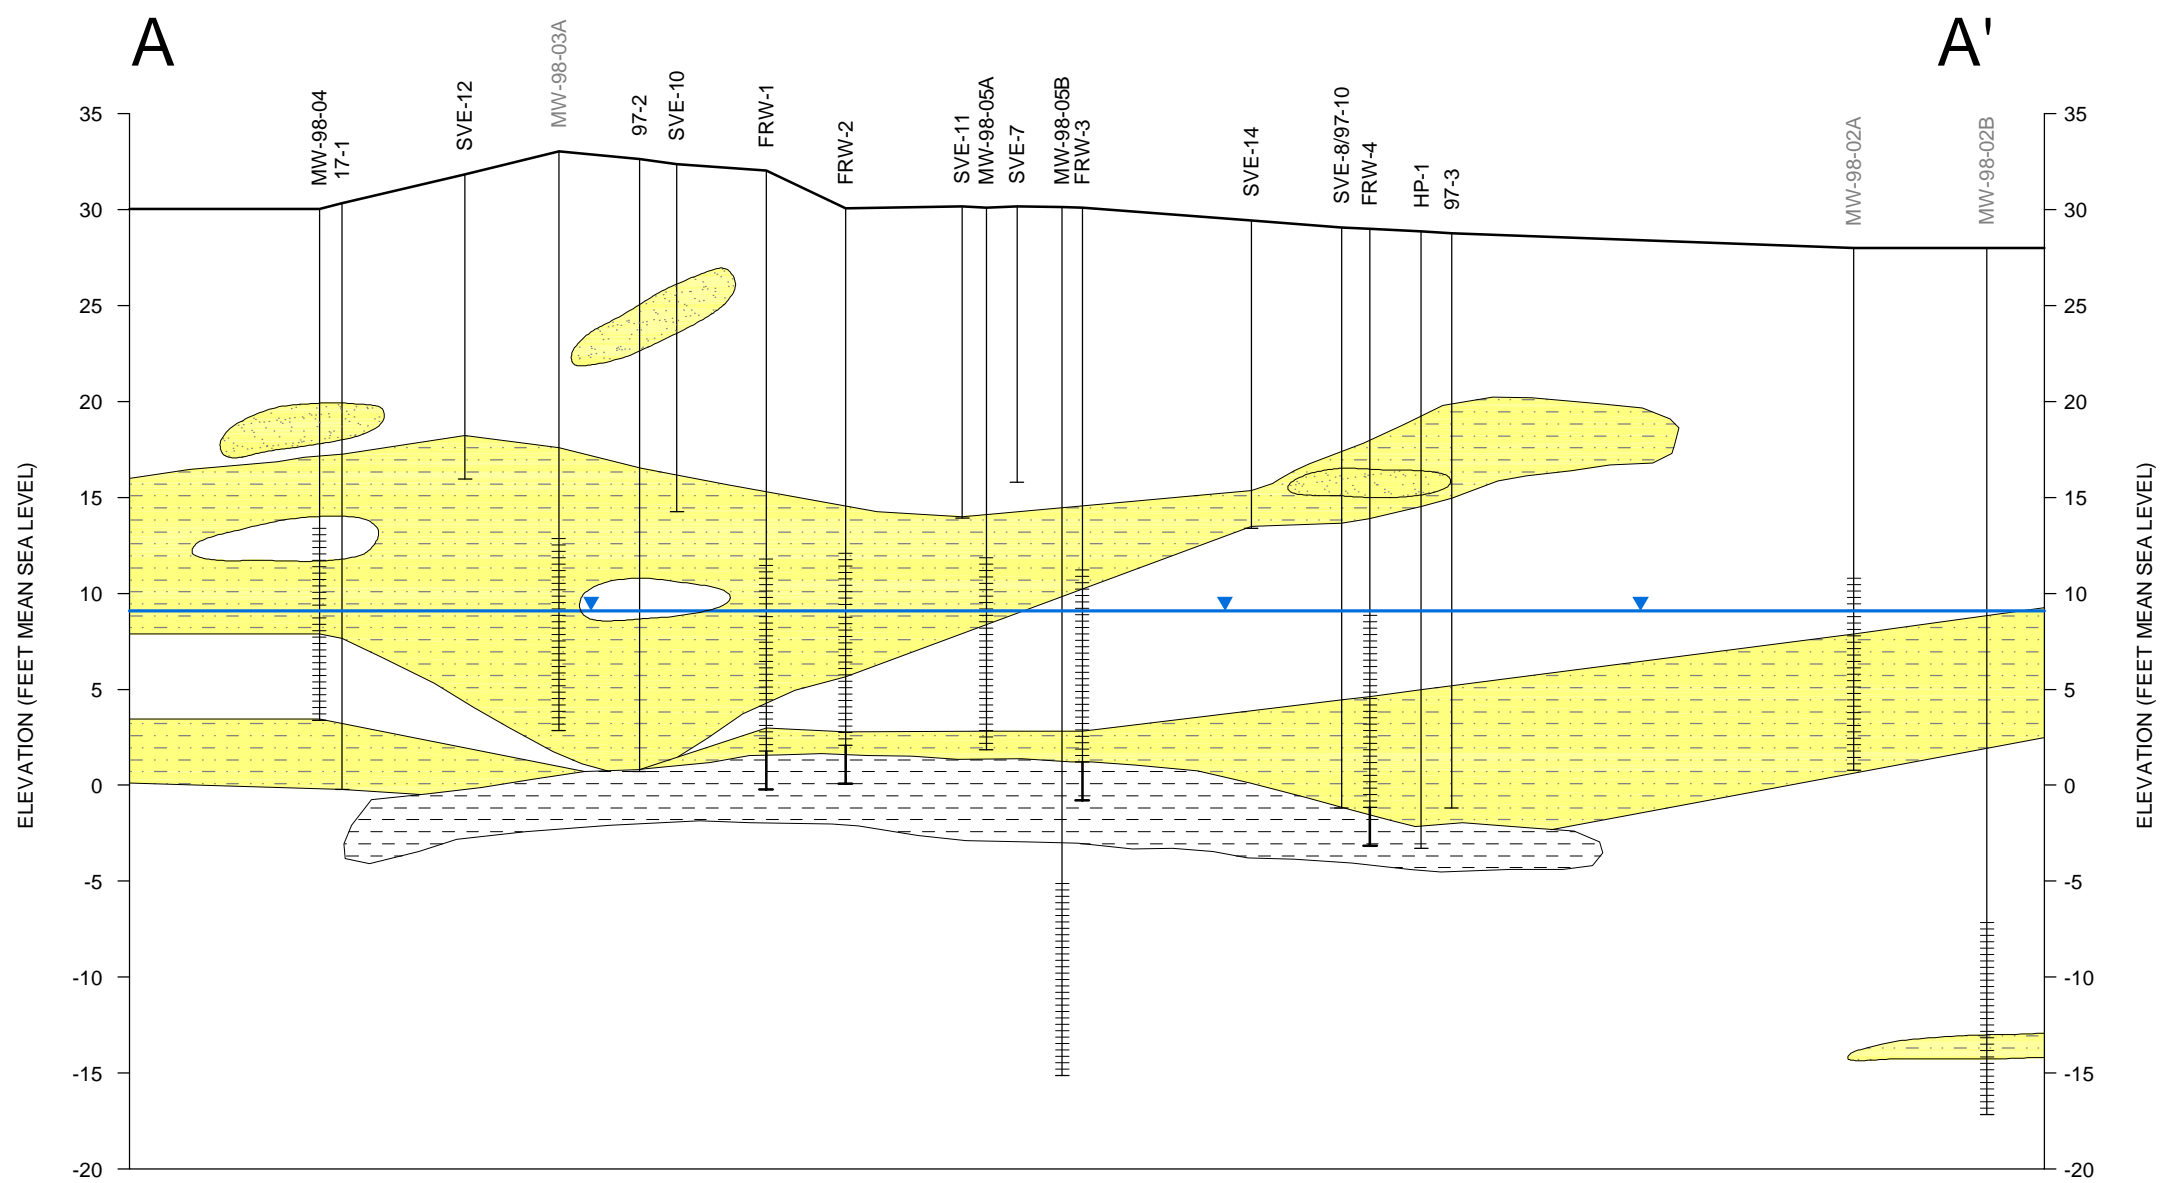 A
A'
MW-98-04
17-1
SVE-12
MW-98-03A
97-2
SVE-10
FRW-1
FRW-2
SVE-11
MW-98-05A
SVE-7
MW-98-05B
FRW-3
SVE-14
SVE-8/97-10
FRW-4
HP-1
97-3
MW-98-02A
MW-98-02B
ELEVATION (FEET MEAN SEA LEVEL)
35
30
25
20
15
10
5
0
-5
-10
-15
-20
35
30
25
20
15
10
5
0
-5
-10
-15
-20
ELEVATION (FEET MEAN SEA LEVEL)